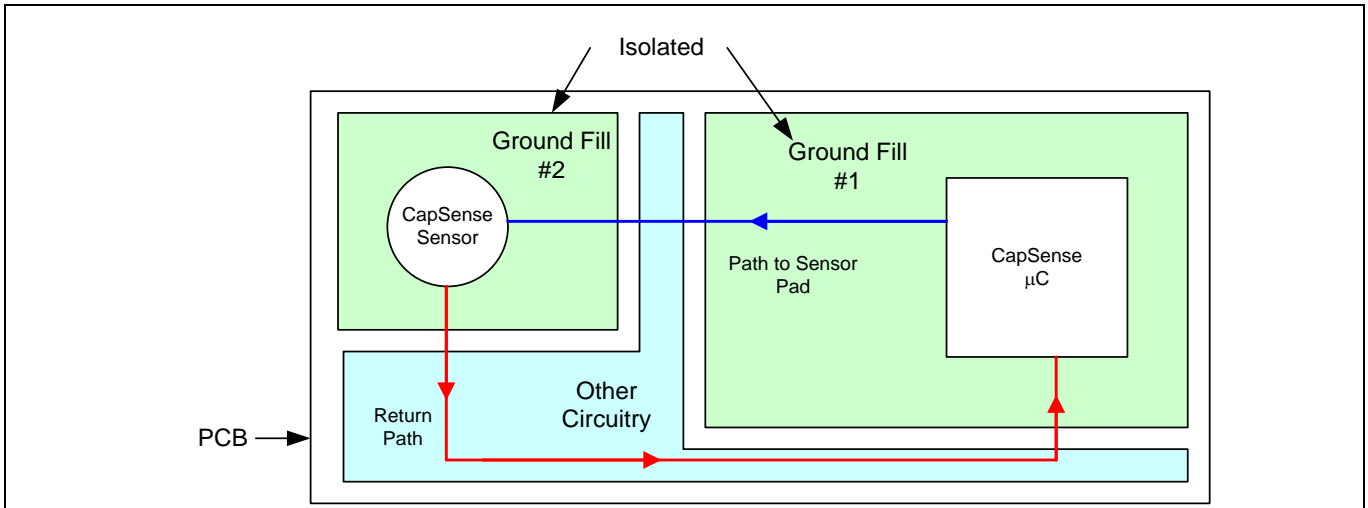 Isolated
Ground Fill
#2
Ground Fill
#1
CapSense
Sensor
Path to Sensor
Pad
CapSense
μC
Other
Circuitry
Return
Path
PCB